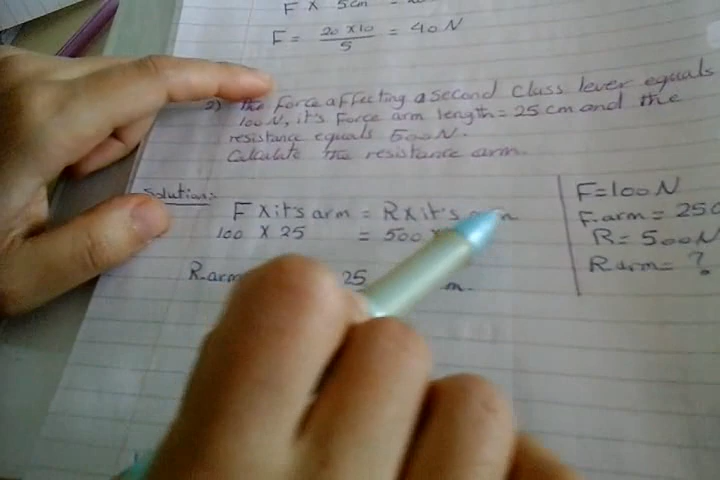 F x 5cm =
F = 20 x 10 / 5 = 40 N
2) The force affecting a second class lever equals
100 N, it's force arm length = 25 cm and the
resistance equals 500 N.
Calculate the resistance arm.
Solution:-
F x it's arm = R x it's
100 x 25 = 500 x
R.arm 25 m.
F = 100 N
F.arm = 25
R = 500 N
R arm = ?